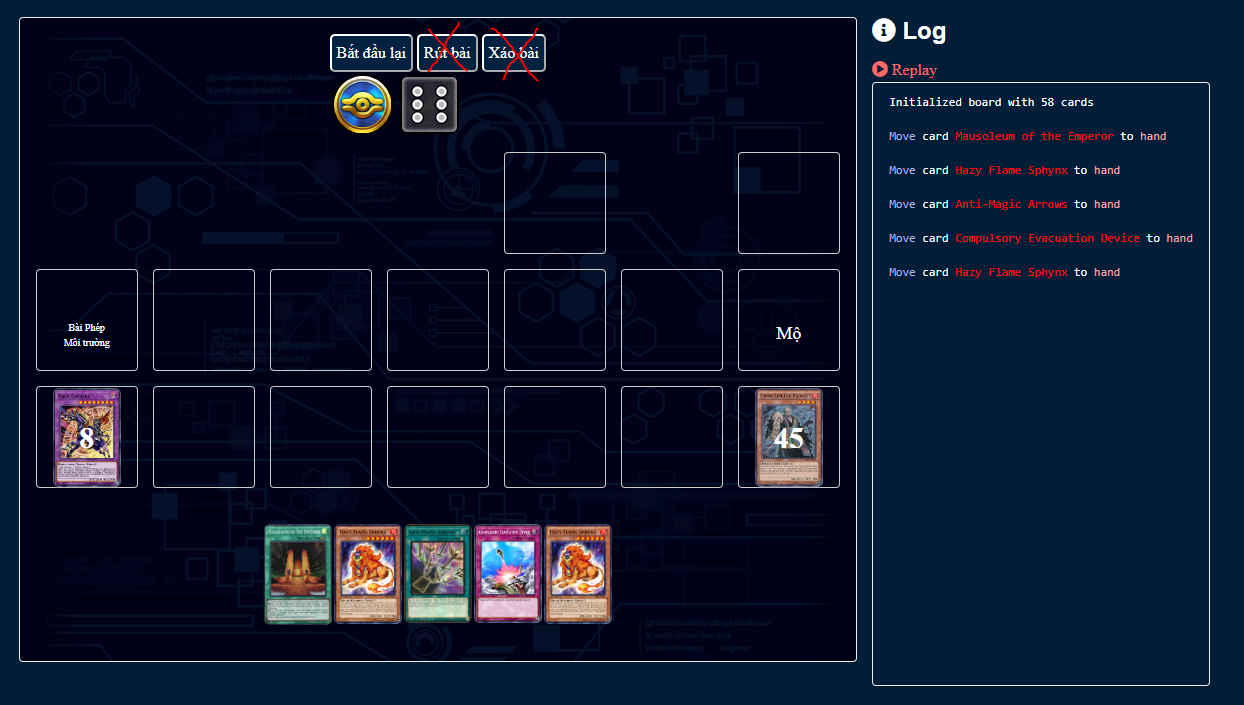 Bắt đầu lại
Rút bài
Xáo bài
Log
Replay
Initialized board with 58 cards
Move card Mausoleum of the Emperor to hand
Move card Hazy Flame Sphynx to hand
Move card Anti-Magic Arrows to hand
Move card Compulsory Evacuation Device to hand
Move card Hazy Flame Sphynx to hand
Bài Phép
Môi trường
Mộ
8
45